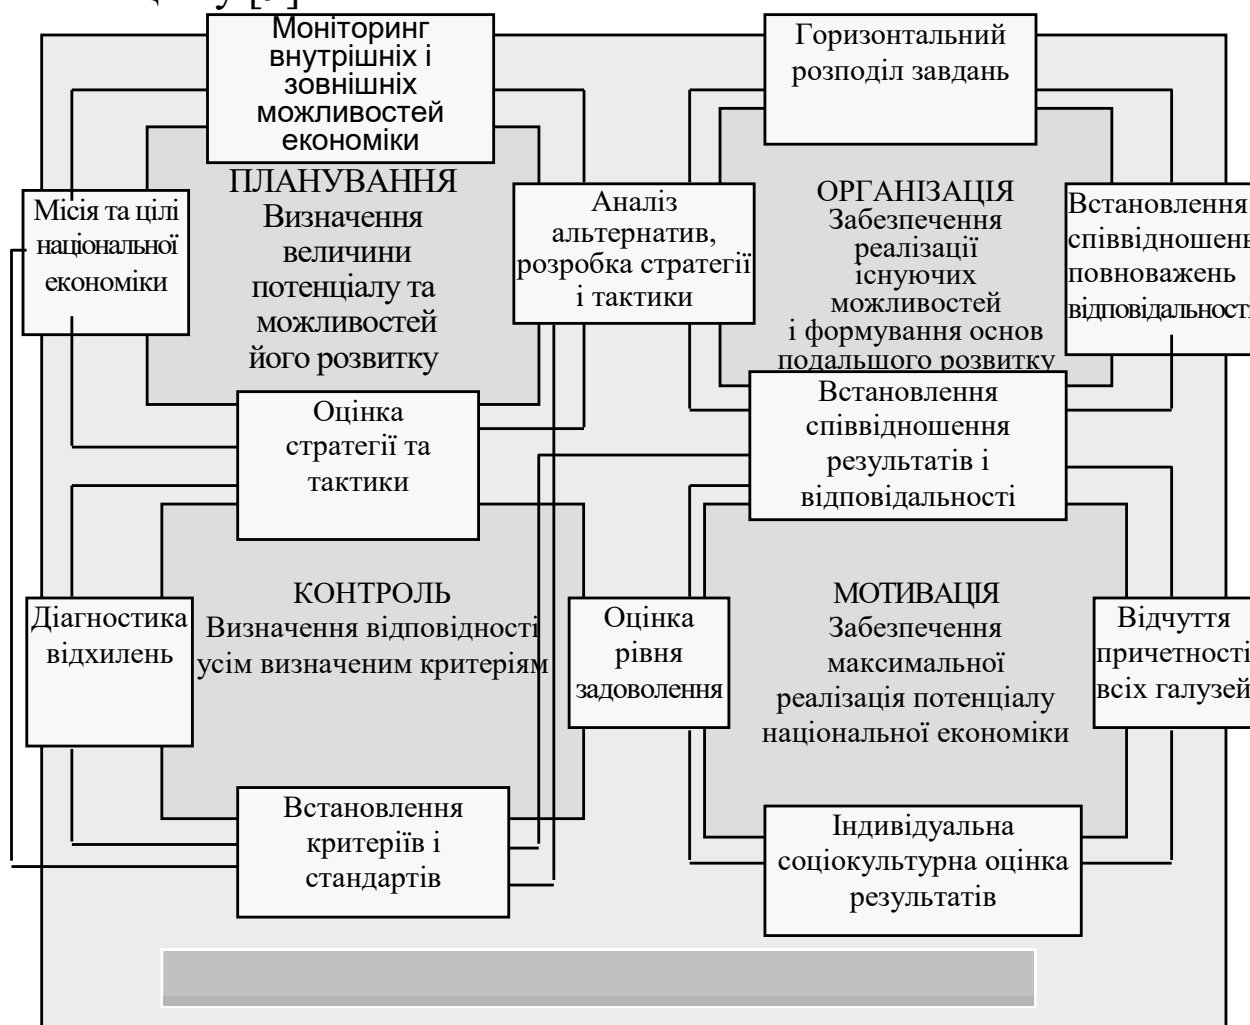 Моніторинг
внутрішніх і
зовнішніх
можливостей
економіки
Горизонтальний
розподіл завдань
Місія та цілі
національної
економіки
ПЛАНУВАННЯ
Визначення
величини
потенціалу та
можливостей
його розвитку
Аналіз
альтернатив,
розробка стратегії
і тактики
ОРГАНІЗАЦІЯ
Забезпечення
реалізації
існуючих
можливостей
і формування основ
подальшого розвитку
Встановлення
співвідношень
повноважень
відповідальності
Оцінка
стратегії та
тактики
Встановлення
співвідношення
результатів і
відповідальності
Діагностика
відхилень
КОНТРОЛЬ
Визначення відповідності
усім визначеним критеріям
Оцінка
рівня
задоволення
МОТИВАЦІЯ
Забезпечення
максимальної
реалізація потенціалу
національної економіки
Відчуття
причетності
всіх галузей
Встановлення
критеріїв і
стандартів
Індивідуальна
соціокультурна оцінка
результатів